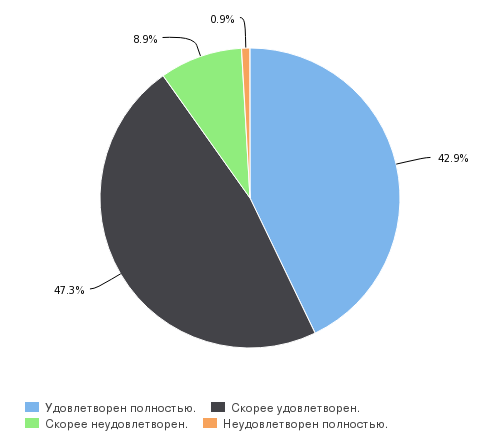 0.9%
8.9%
42.9%
47.3%
Удовлетворен полностью. Скорее удовлетворен.
Скорее неудовлетворен. Неудовлетворен полностью.